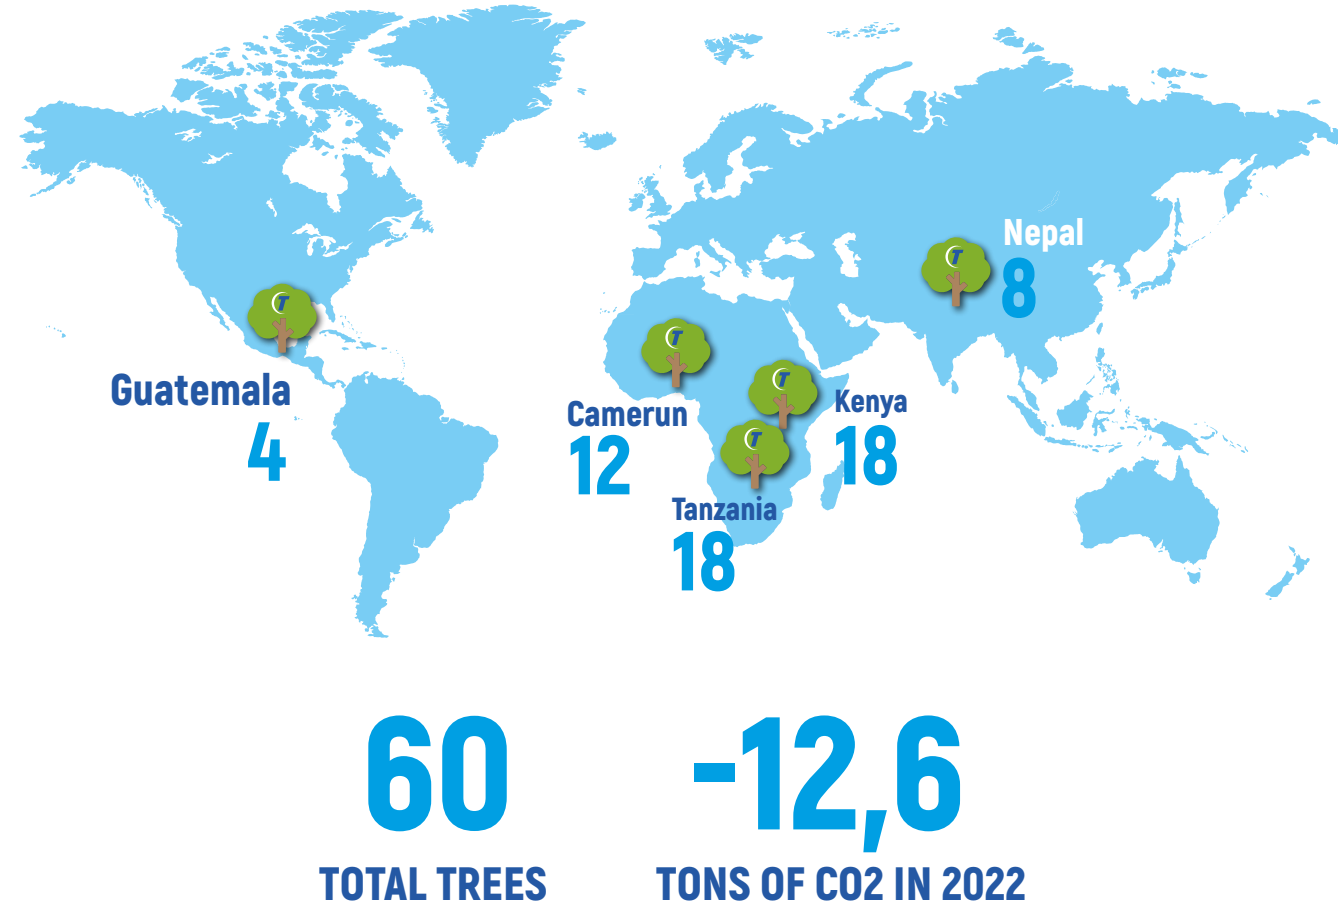 Nepal
8
Guatemala
4
Camerun
12
Kenya
18
Tanzania
18
60
TOTAL TREES
-12,6
TONS OF CO2 IN 2022
T
T
T
T
T